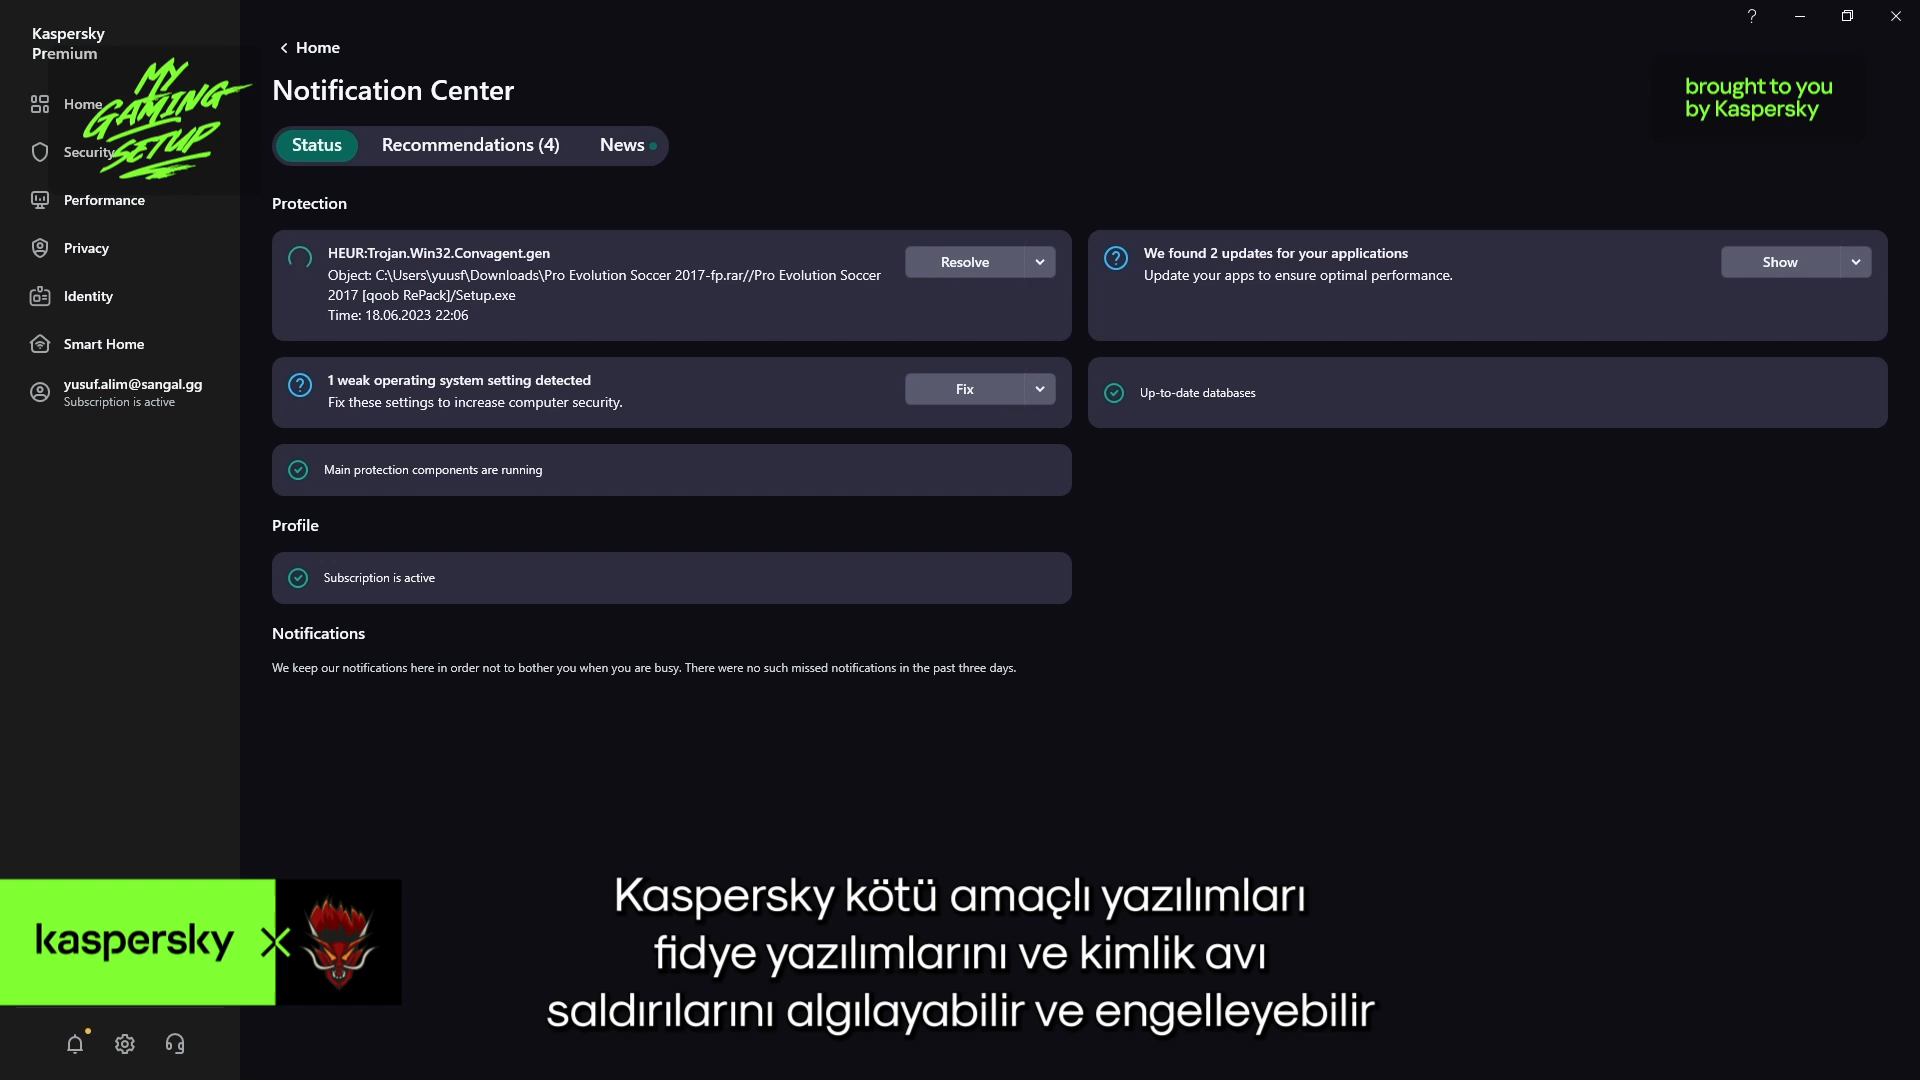 Kaspersky
Premium
MY
GAMING
SETUP
Home
Security
Performance
Privacy
Identity
Smart Home
yusuf.alim@sangal.gg
Subscription is active
?
Home
Notification Center
brought to you
by Kaspersky
Status Recommendations (4) News
Protection
HEUR:Trojan.Win32.Convagent.gen
Object: C:\Users\yuusf\Downloads\Pro Evolution Soccer 2017-fp.rar//Pro Evolution Soccer
2017 [qoob RePack]/Setup.exe
Time: 18.06.2023 22:06
Resolve
We found 2 updates for your applications
Update your apps to ensure optimal performance.
Show
1 weak operating system setting detected
Fix these settings to increase computer security.
Fix
Up-to-date databases
Main protection components are running
Profile
Subscription is active
Notifications
We keep our notifications here in order not to bother you when you are busy. There were no such missed notifications in the past three days.
kaspersky
Kaspersky kötü amaçlı yazılımları
fidye yazılımlarını ve kimlik avı
saldırılarını algılayabilir ve engelleyebilir